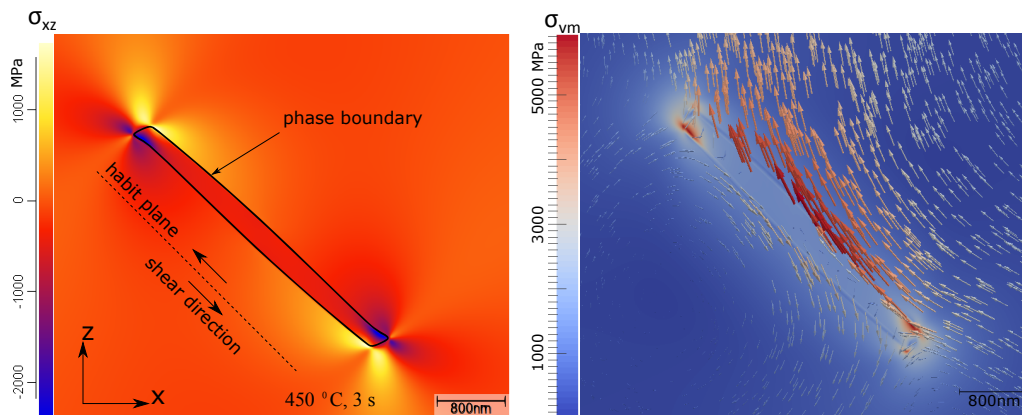 σxz
MPa
1000
0
-1000
-2000
phase boundary
habit plane
shear direction
z
x
450 ⁰C, 3 s
800nm
σvm
5000 MPa
3000
1000
800nm